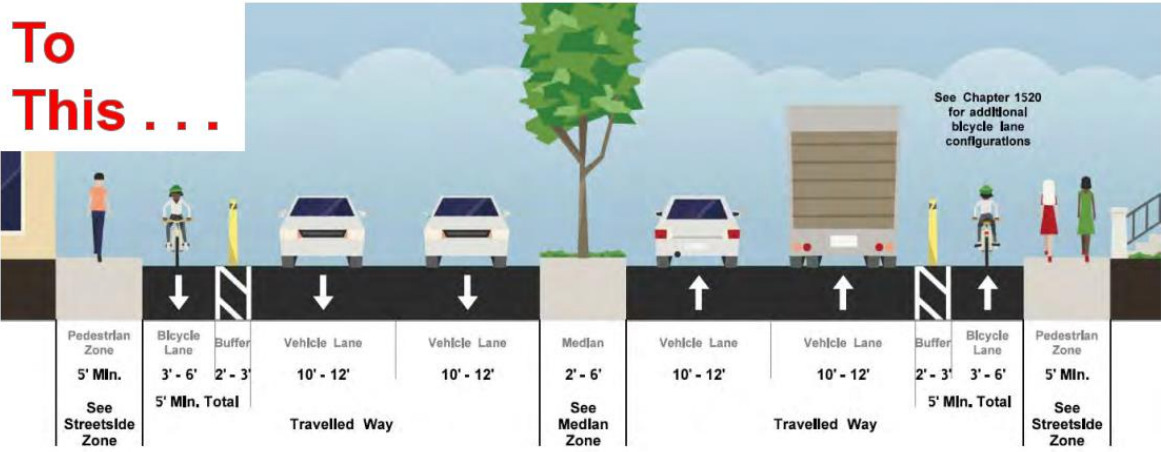 To
This . . .
See Chapter 1520
for additional
bicycle lane
configurations
Pedestrian
Zone
Bicycle
Lane
Buffer
Vehicle Lane
Vehicle Lane
Median
Vehicle Lane
Vehicle Lane
Buffer
Bicycle
Lane
Pedestrian
Zone
5' Min.
3' - 6'
2' - 3'
10' - 12'
10' - 12'
2' - 6'
10' - 12'
10' - 12'
2' - 3'
3' - 6'
5' Min.
See
Streetside
Zone
5' Min. Total
Travelled Way
See
Median
Zone
Travelled Way
5' Min. Total
See
Streetside
Zone